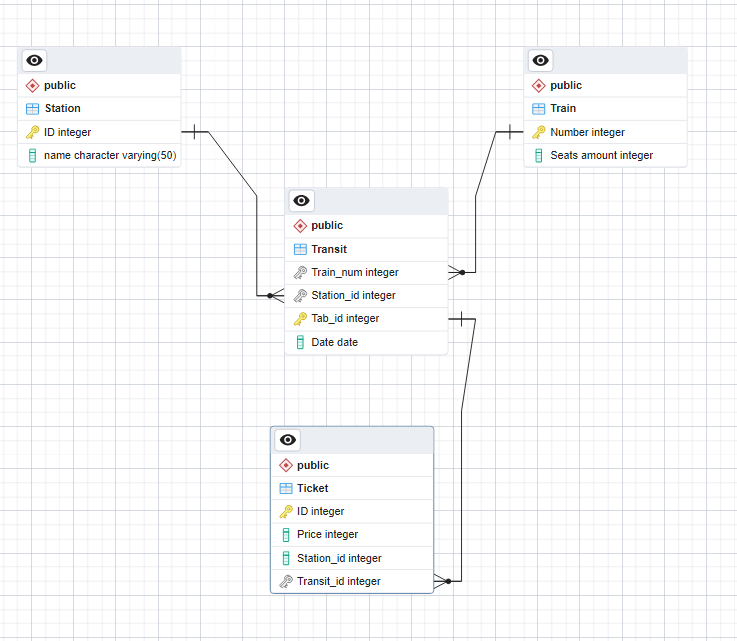 public
Station
ID integer
name character varying(50)
public
Train
Number integer
Seats amount integer
public
Transit
Train_num integer
Station_id integer
Tab_id integer
Date date
public
Ticket
ID integer
Price integer
Station_id integer
Transit_id integer